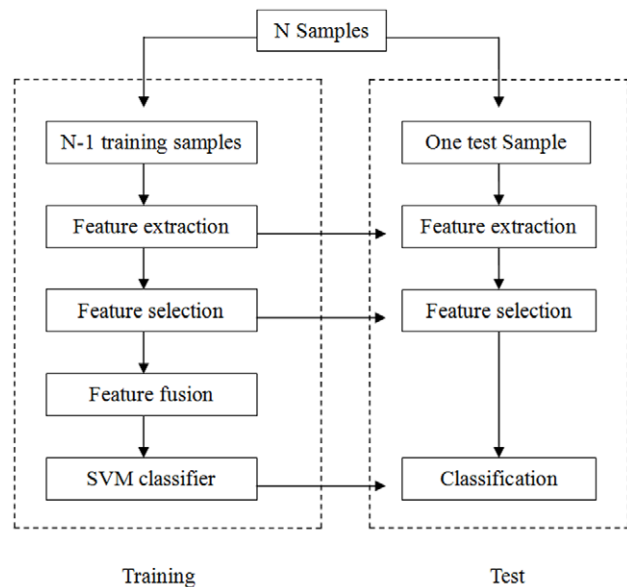 N Samples
N-1 training samples
One test Sample
Feature extraction
Feature extraction
Feature selection
Feature selection
Feature fusion
SVM classifier
Classification
Training
Test